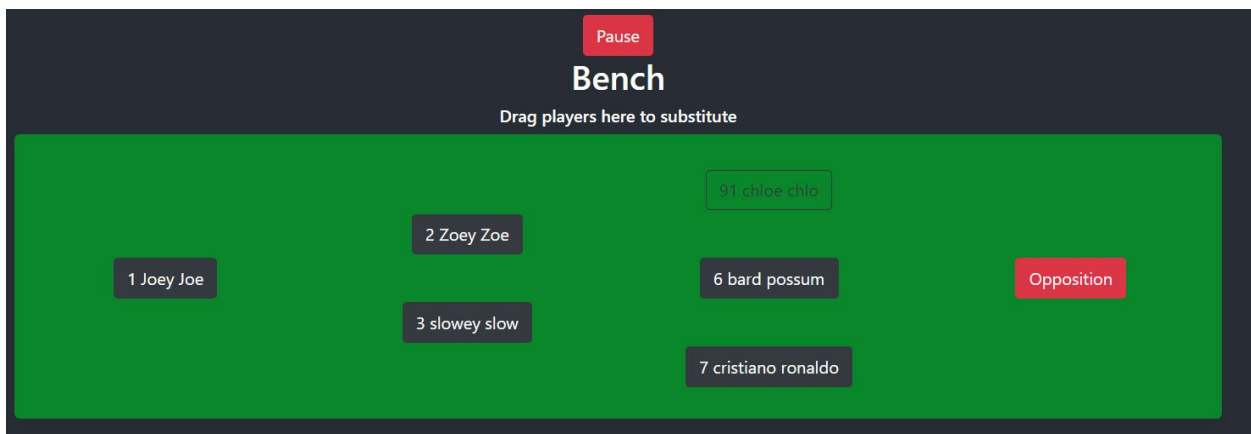 Pause
Bench
Drag players here to substitute
91 chloe chlo
2 Zoey Zoe
1 Joey Joe
6 bard possum
Opposition
3 slowey slow
7 cristiano ronaldo